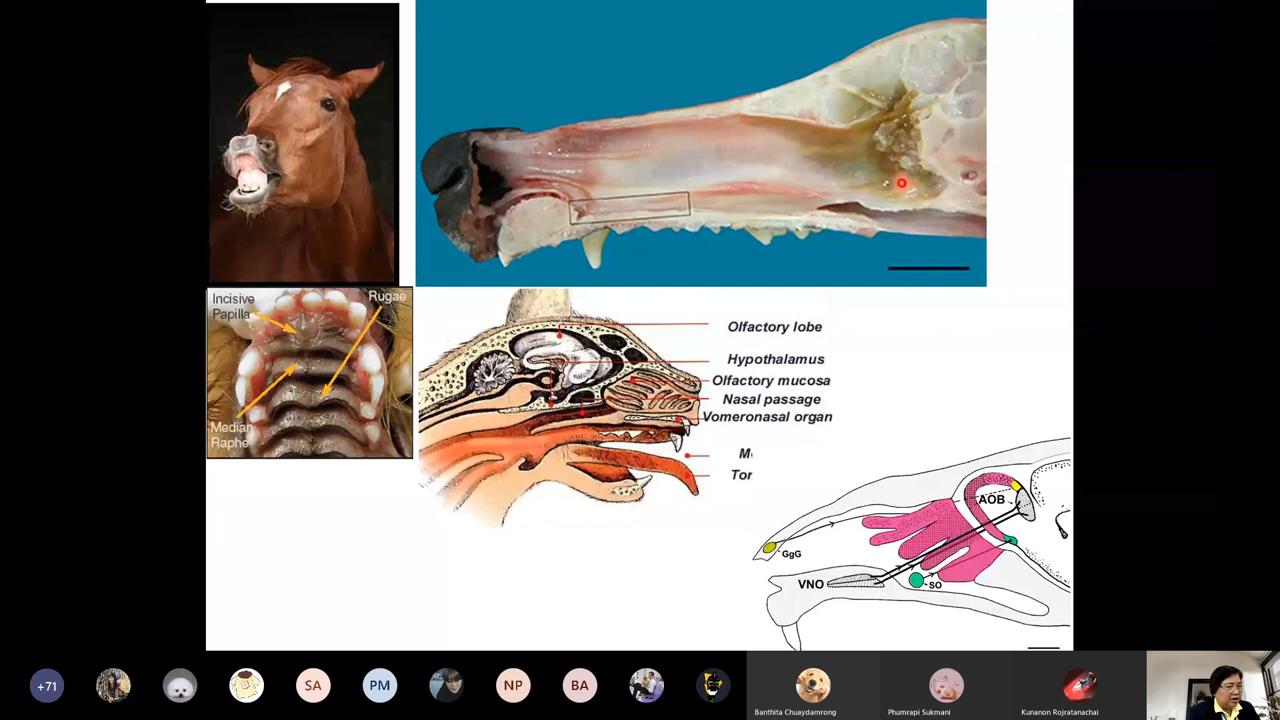 Incisive
Papilla
Rugae
Median
Raphe
Olfactory lobe
Hypothalamus
Olfactory mucosa
Nasal passage
Vomeronasal organ
Tor
AOB
GgG
VNO
SO
+71
SA
PM
NP
BA
Banthita Chuaydamrong
Phumrapi Sukmani
Kunanon Rojratanachai